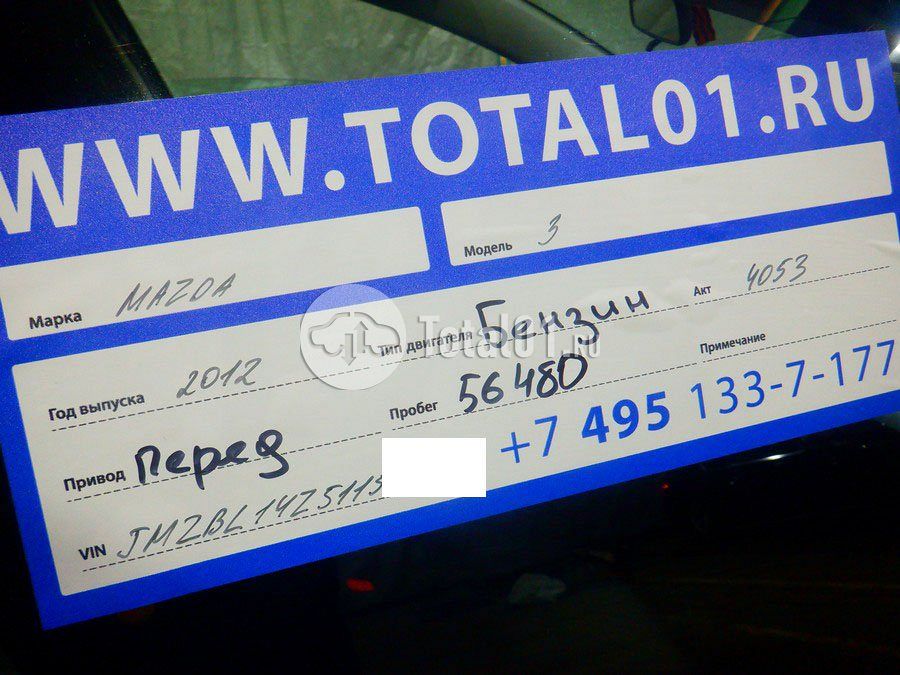 WWW.TOTAL01.RU
Марка MAZDA Модель 3
Год выпуска 2012 Тип двигателя Бензин Акт 4053
Привод перед Пробег 56480 Примечание
VIN JMZBL14Z5115 +7 495 133-7-177
Total01.ru